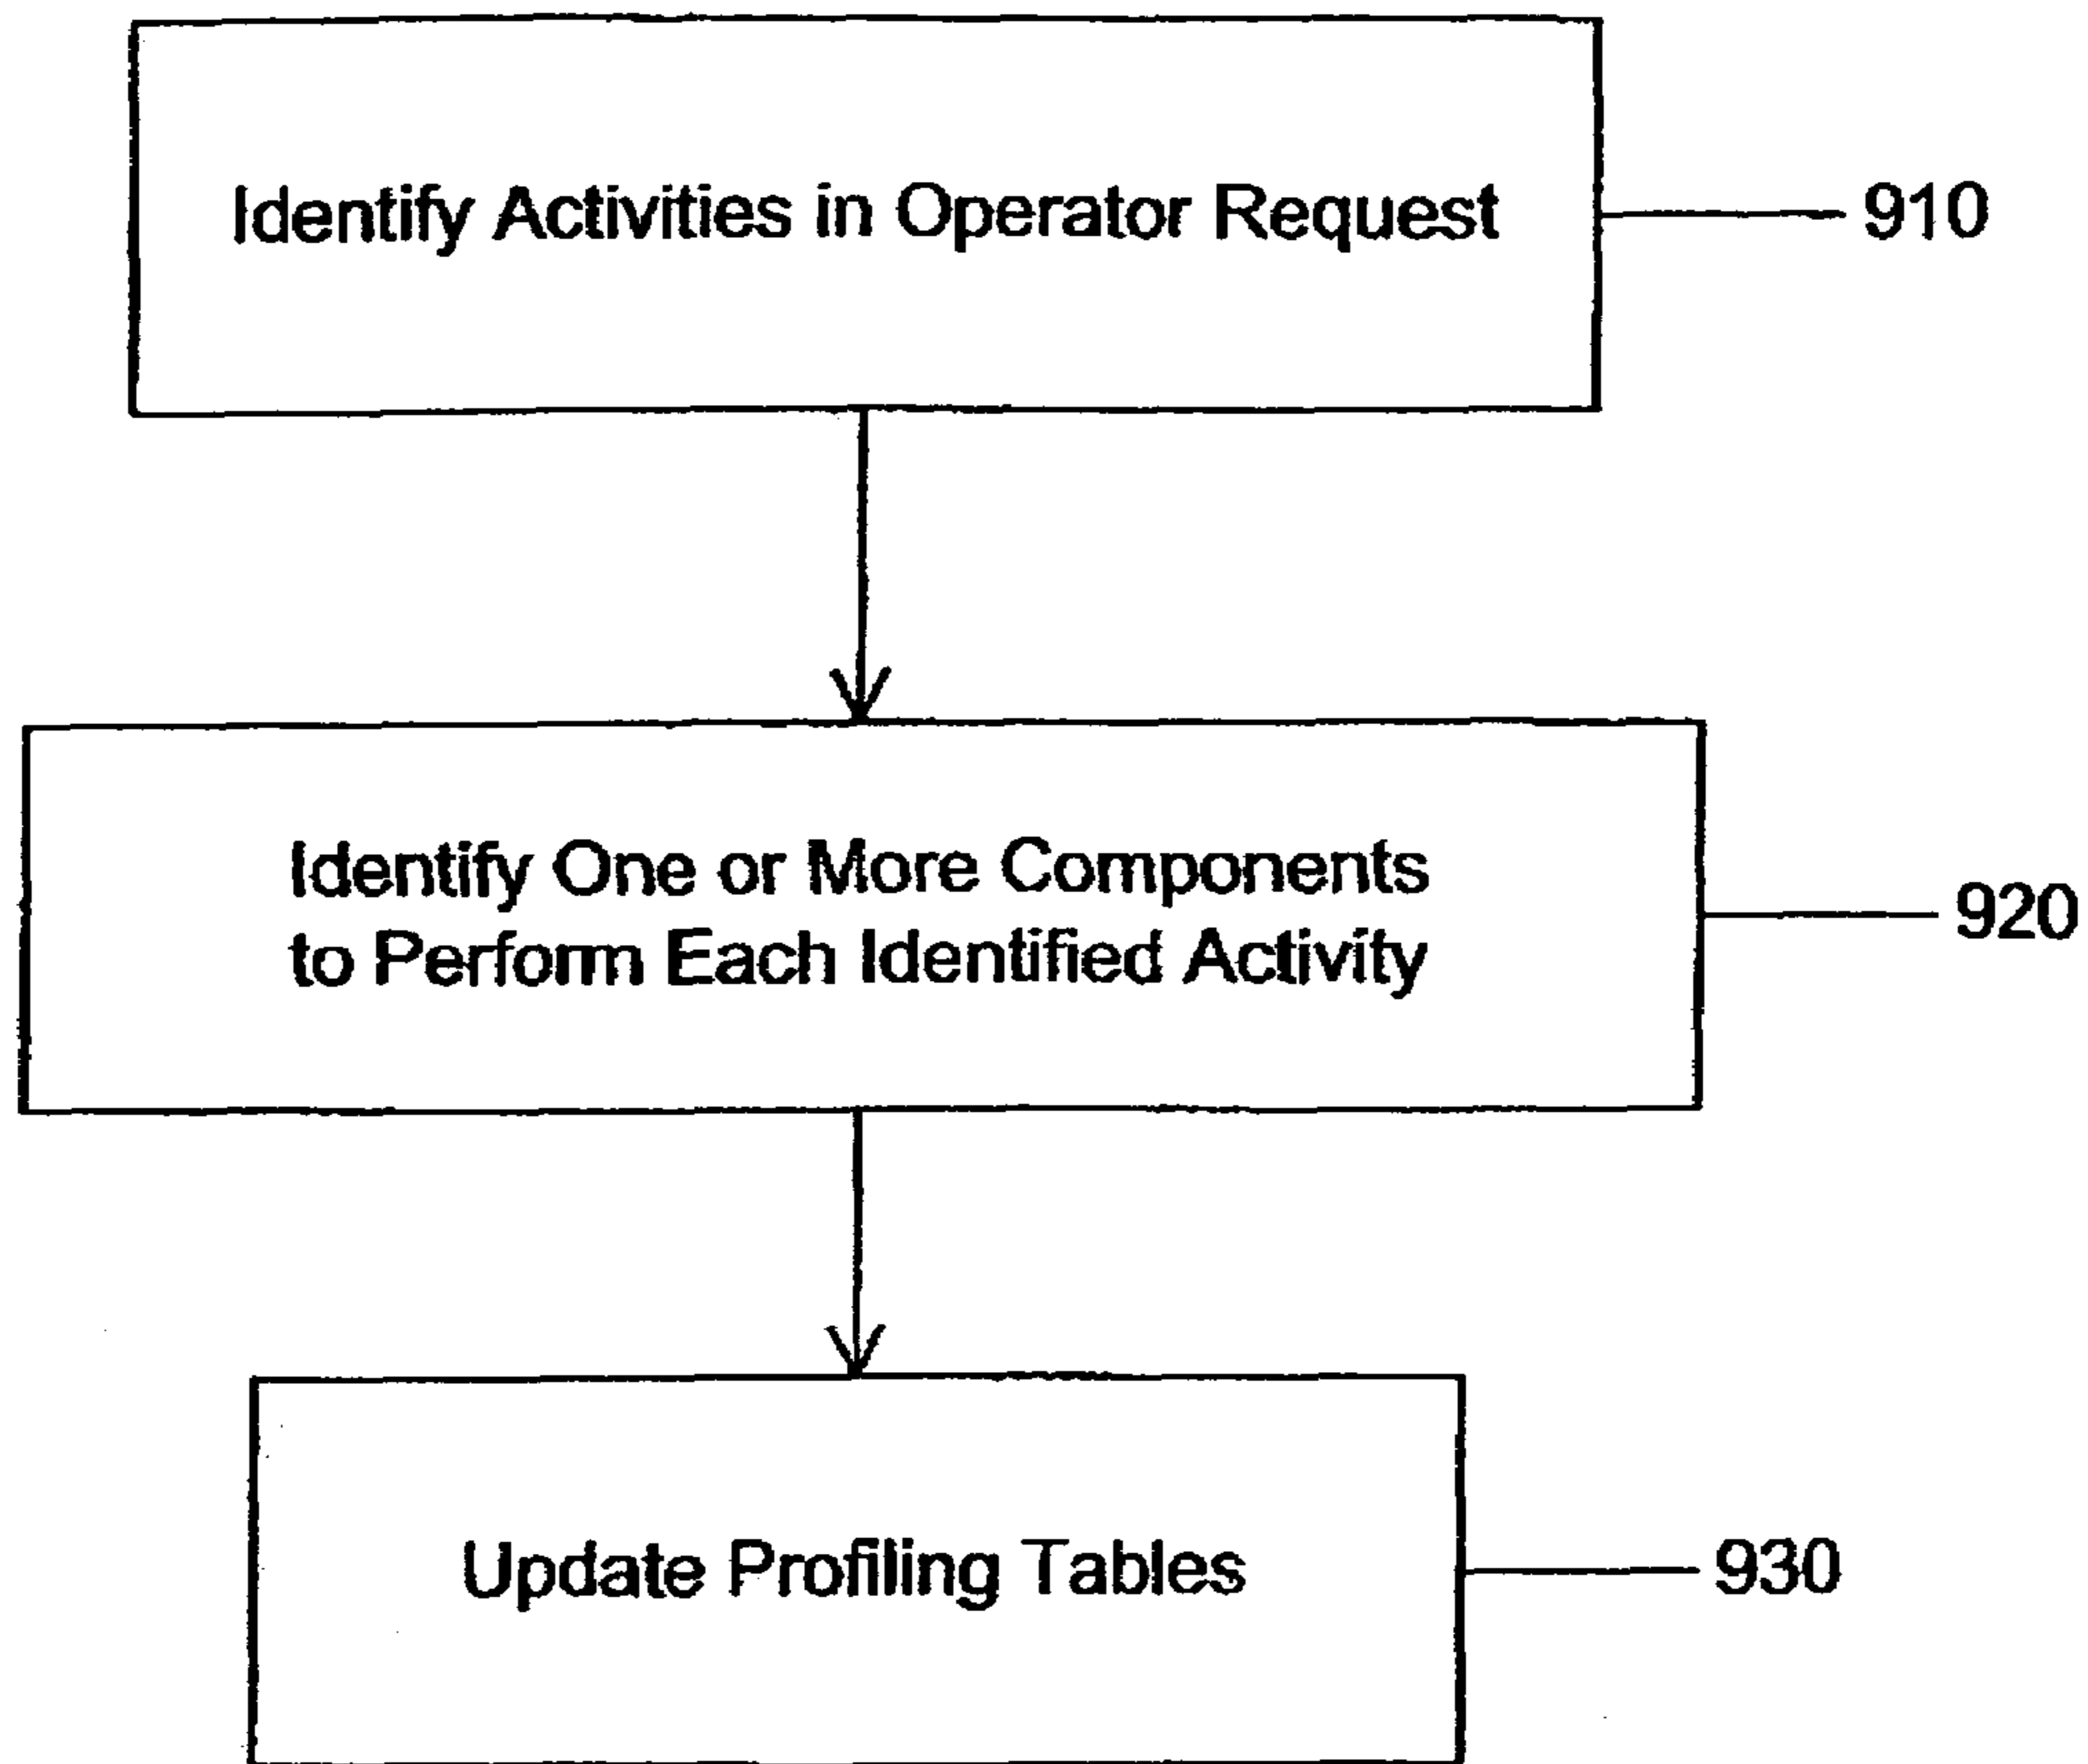 Identify Activities in Operator Request
910
Identify One or More Components
to Perform Each Identified Activity
920
Update Profiling Tables
930